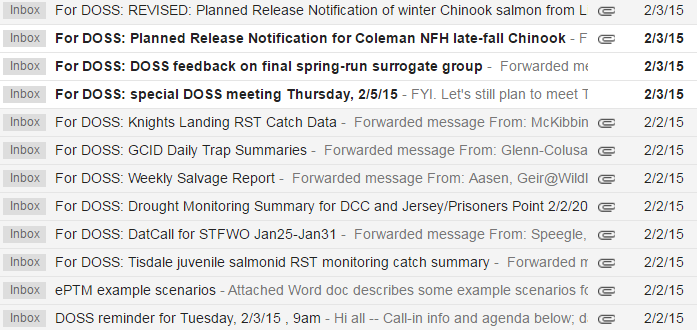 Inbox For DOSS: REVISED: Planned Release Notification of winter Chinook salmon from L 2/3/15
Inbox For DOSS: Planned Release Notification for Coleman NFH late-fall Chinook - F 2/3/15
Inbox For DOSS: DOSS feedback on final spring-run surrogate group - Forwarded me 2/3/15
Inbox For DOSS: special DOSS meeting Thursday, 2/5/15 - FYI. Let's still plan to meet T 2/3/15
Inbox For DOSS: Knights Landing RST Catch Data - Forwarded message From: McKibbin 2/2/15
Inbox For DOSS: GCID Daily Trap Summaries - Forwarded message From: Glenn-Colusa 2/2/15
Inbox For DOSS: Weekly Salvage Report - Forwarded message From: Aasen, Geir@Wildl 2/2/15
Inbox For DOSS: Drought Monitoring Summary for DCC and Jersey/Prisoners Point 2/2/20 2/2/15
Inbox For DOSS: DatCall for STFWO Jan25-Jan31 - Forwarded message From: Speegle, 2/2/15
Inbox For DOSS: Tisdale juvenile salmonid RST monitoring catch summary - Forwarded m 2/2/15
Inbox ePTM example scenarios - Attached Word doc describes some example scenarios fo 2/2/15
Inbox DOSS reminder for Tuesday, 2/3/15 , 9am - Hi all -- Call-in info and agenda below; d 2/2/15